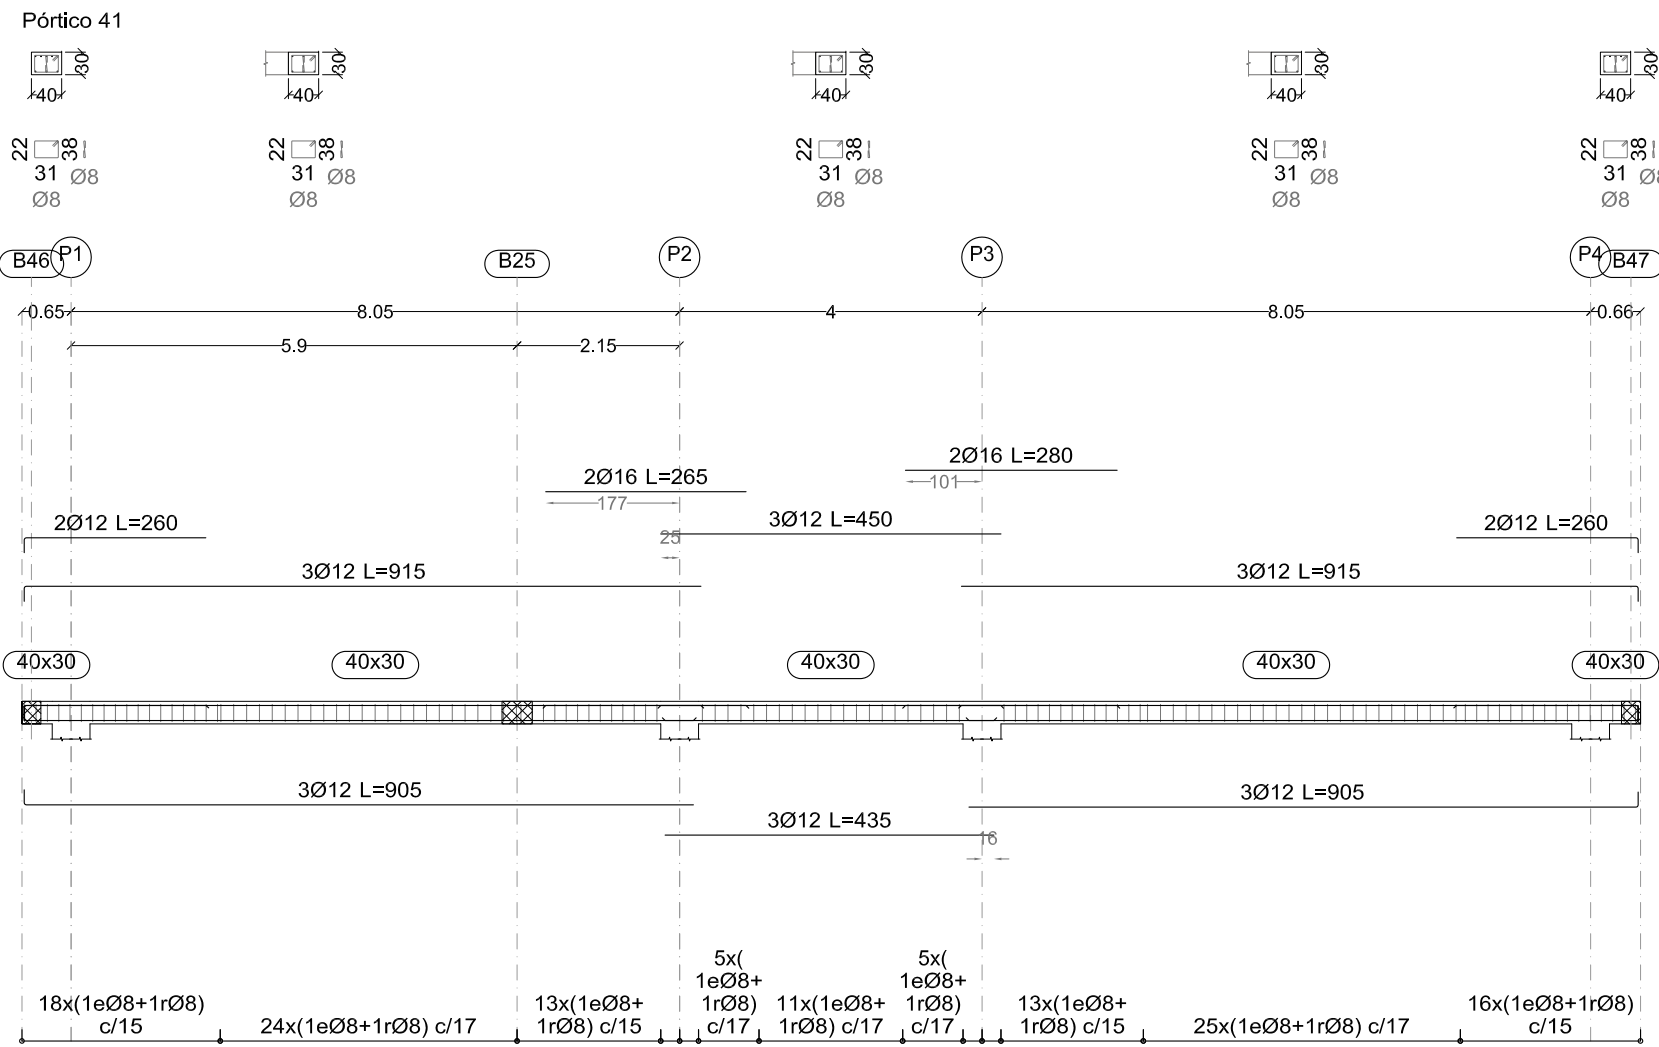 Pórtico 41
30
30
30
30
30
40
40
40
40
40
22 38
22 38
22 38
22 38
22 38
31 Ø8
31 Ø8
31 Ø8
31 Ø8
31 Ø8
Ø8
Ø8
Ø8
Ø8
Ø8
B46 P1 B25 P2 P3 P4 B47
0.65 8.05 4 8.05 0.66
5.9 2.15
2Ø16 L=280
101
2Ø16 L=265
177
2Ø12 L=260
3Ø12 L=450
2Ø12 L=260
25
3Ø12 L=915
3Ø12 L=915
40x30 40x30 40x30 40x30 40x30
3Ø12 L=905
3Ø12 L=905
3Ø12 L=435
16
18x(1eØ8+1rØ8)
c/15
24x(1eØ8+1rØ8) c/17
13x(1eØ8+
1rØ8) c/15
5x(
1eØ8+
1rØ8)
c/17
11x(1eØ8+
1rØ8) c/17
5x(
1eØ8+
1rØ8)
c/17
13x(1eØ8+
1rØ8) c/15
25x(1eØ8+1rØ8) c/17
16x(1eØ8+1rØ8)
c/15